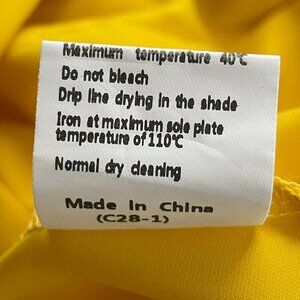 Maximum temperature 40℃
Do not bleach
Drip line drying in the shade
Iron at maximum sole plate
temperature of 110℃
Normal dry cleaning
Made in China
(C28-1)